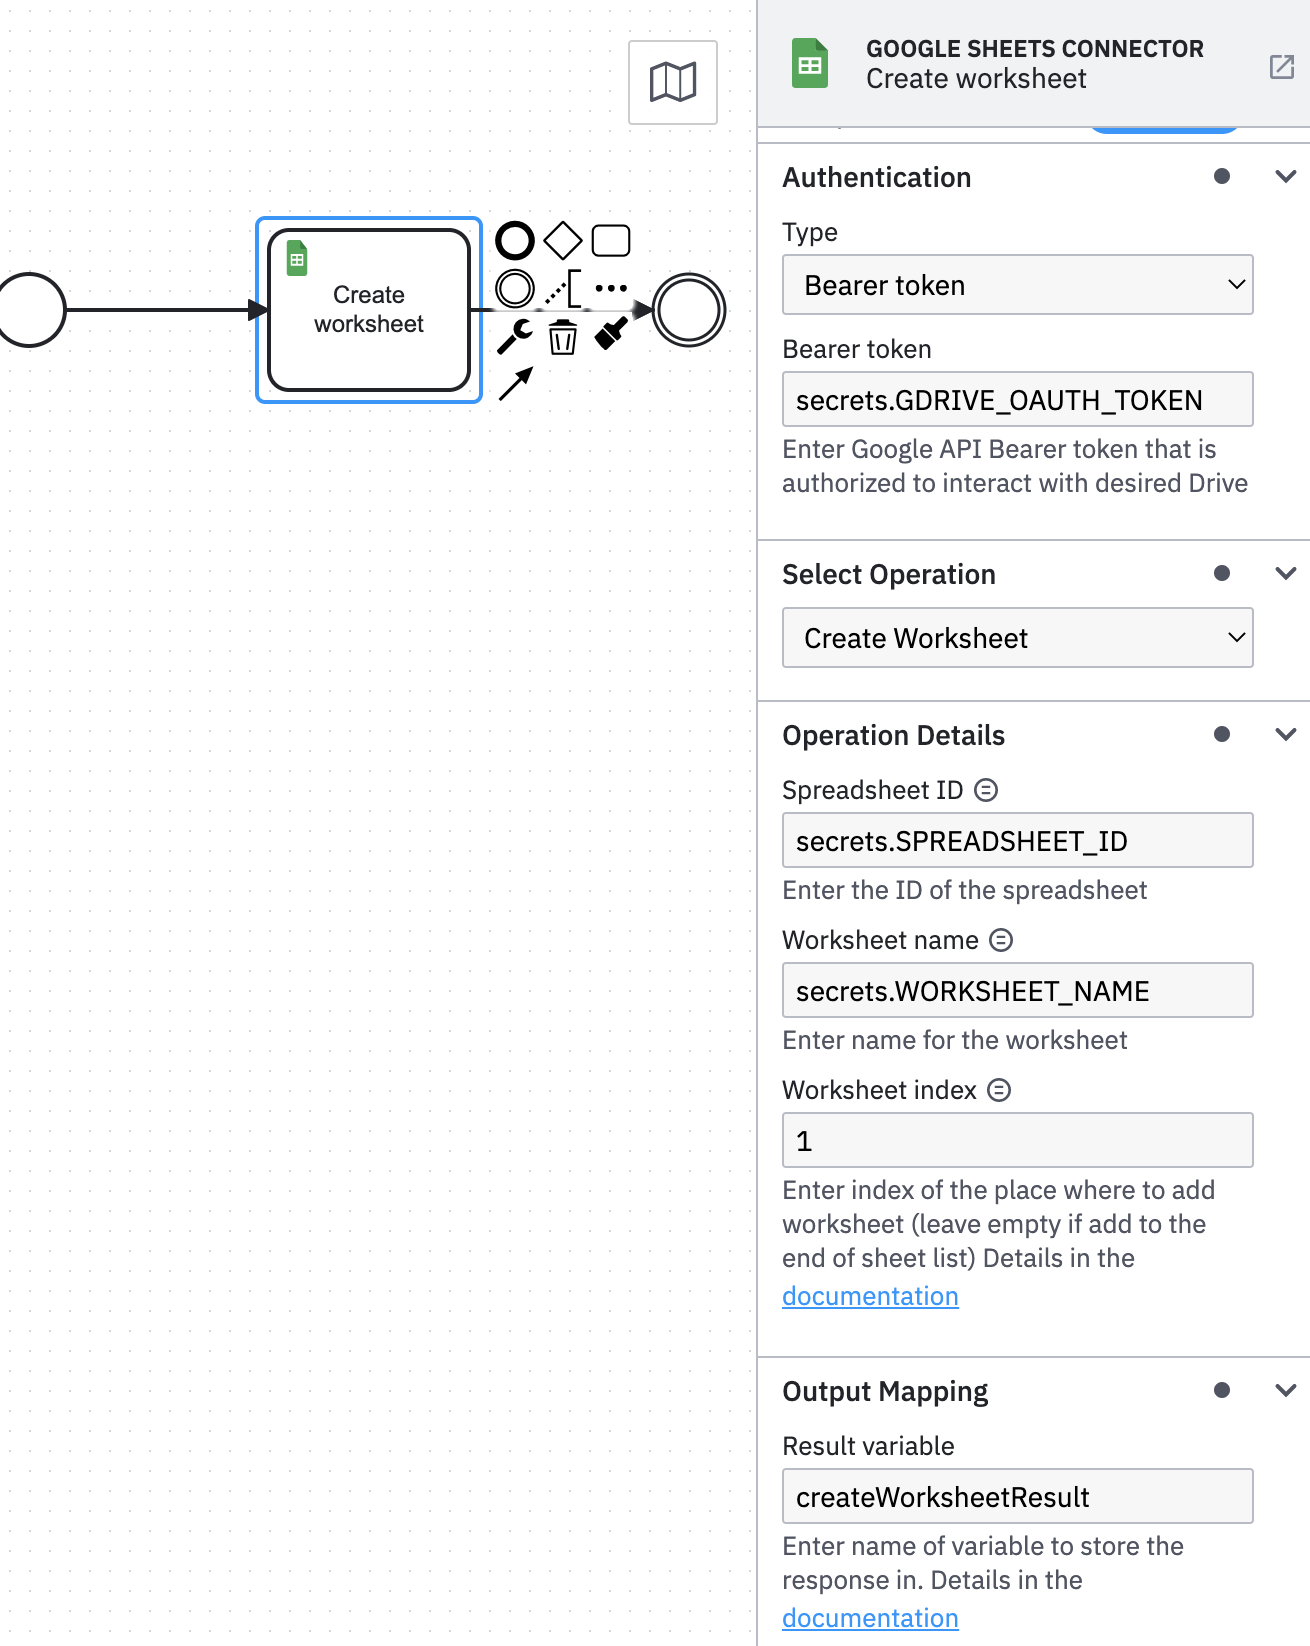 GOOGLE SHEETS CONNECTOR
Create worksheet
Create
worksheet
Authentication
Type
Bearer token
Bearer token
secrets.GDRIVE_OAUTH_TOKEN
Enter Google API Bearer token that is
authorized to interact with desired Drive
Select Operation
Create Worksheet
Operation Details
Spreadsheet ID
secrets.SPREADSHEET_ID
Enter the ID of the spreadsheet
Worksheet name
secrets.WORKSHEET_NAME
Enter name for the worksheet
Worksheet index
1
Enter index of the place where to add
worksheet (leave empty if add to the
end of sheet list) Details in the
documentation
Output Mapping
Result variable
createWorksheetResult
Enter name of variable to store the
response in. Details in the
documentation